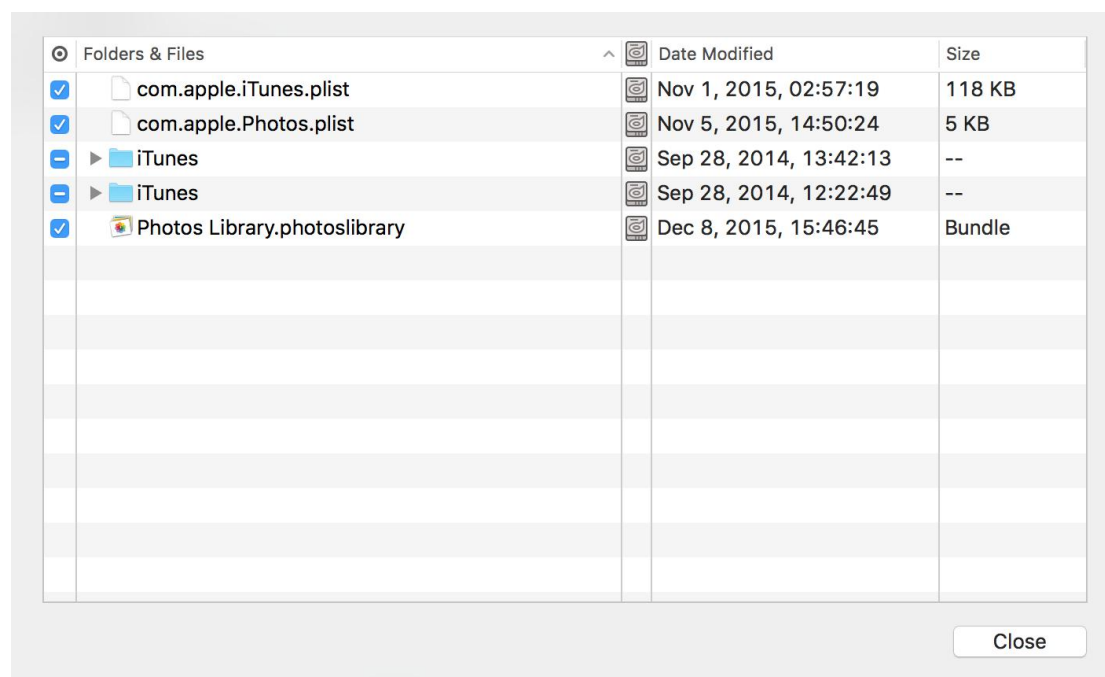 Folders & Files Date Modified Size
com.apple.iTunes.plist Nov 1, 2015, 02:57:19 118 KB
com.apple.Photos.plist Nov 5, 2015, 14:50:24 5 KB
iTunes Sep 28, 2014, 13:42:13 --
iTunes Sep 28, 2014, 12:22:49 --
Photos Library.photoslibrary Dec 8, 2015, 15:46:45 Bundle
Close